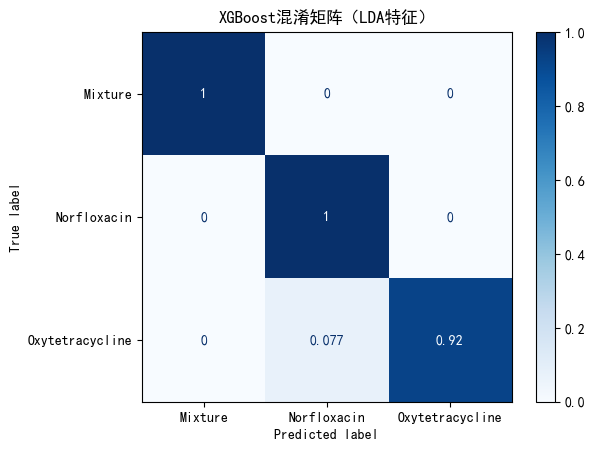 XGBoost混淆矩阵（LDA特征）
True label
Mixture
1
0
0
Norfloxacin
0
1
0
Oxytetracycline
0
0.077
0.92
Mixture
Norfloxacin
Oxytetracycline
Predicted label
1.0
0.8
0.6
0.4
0.2
0.0